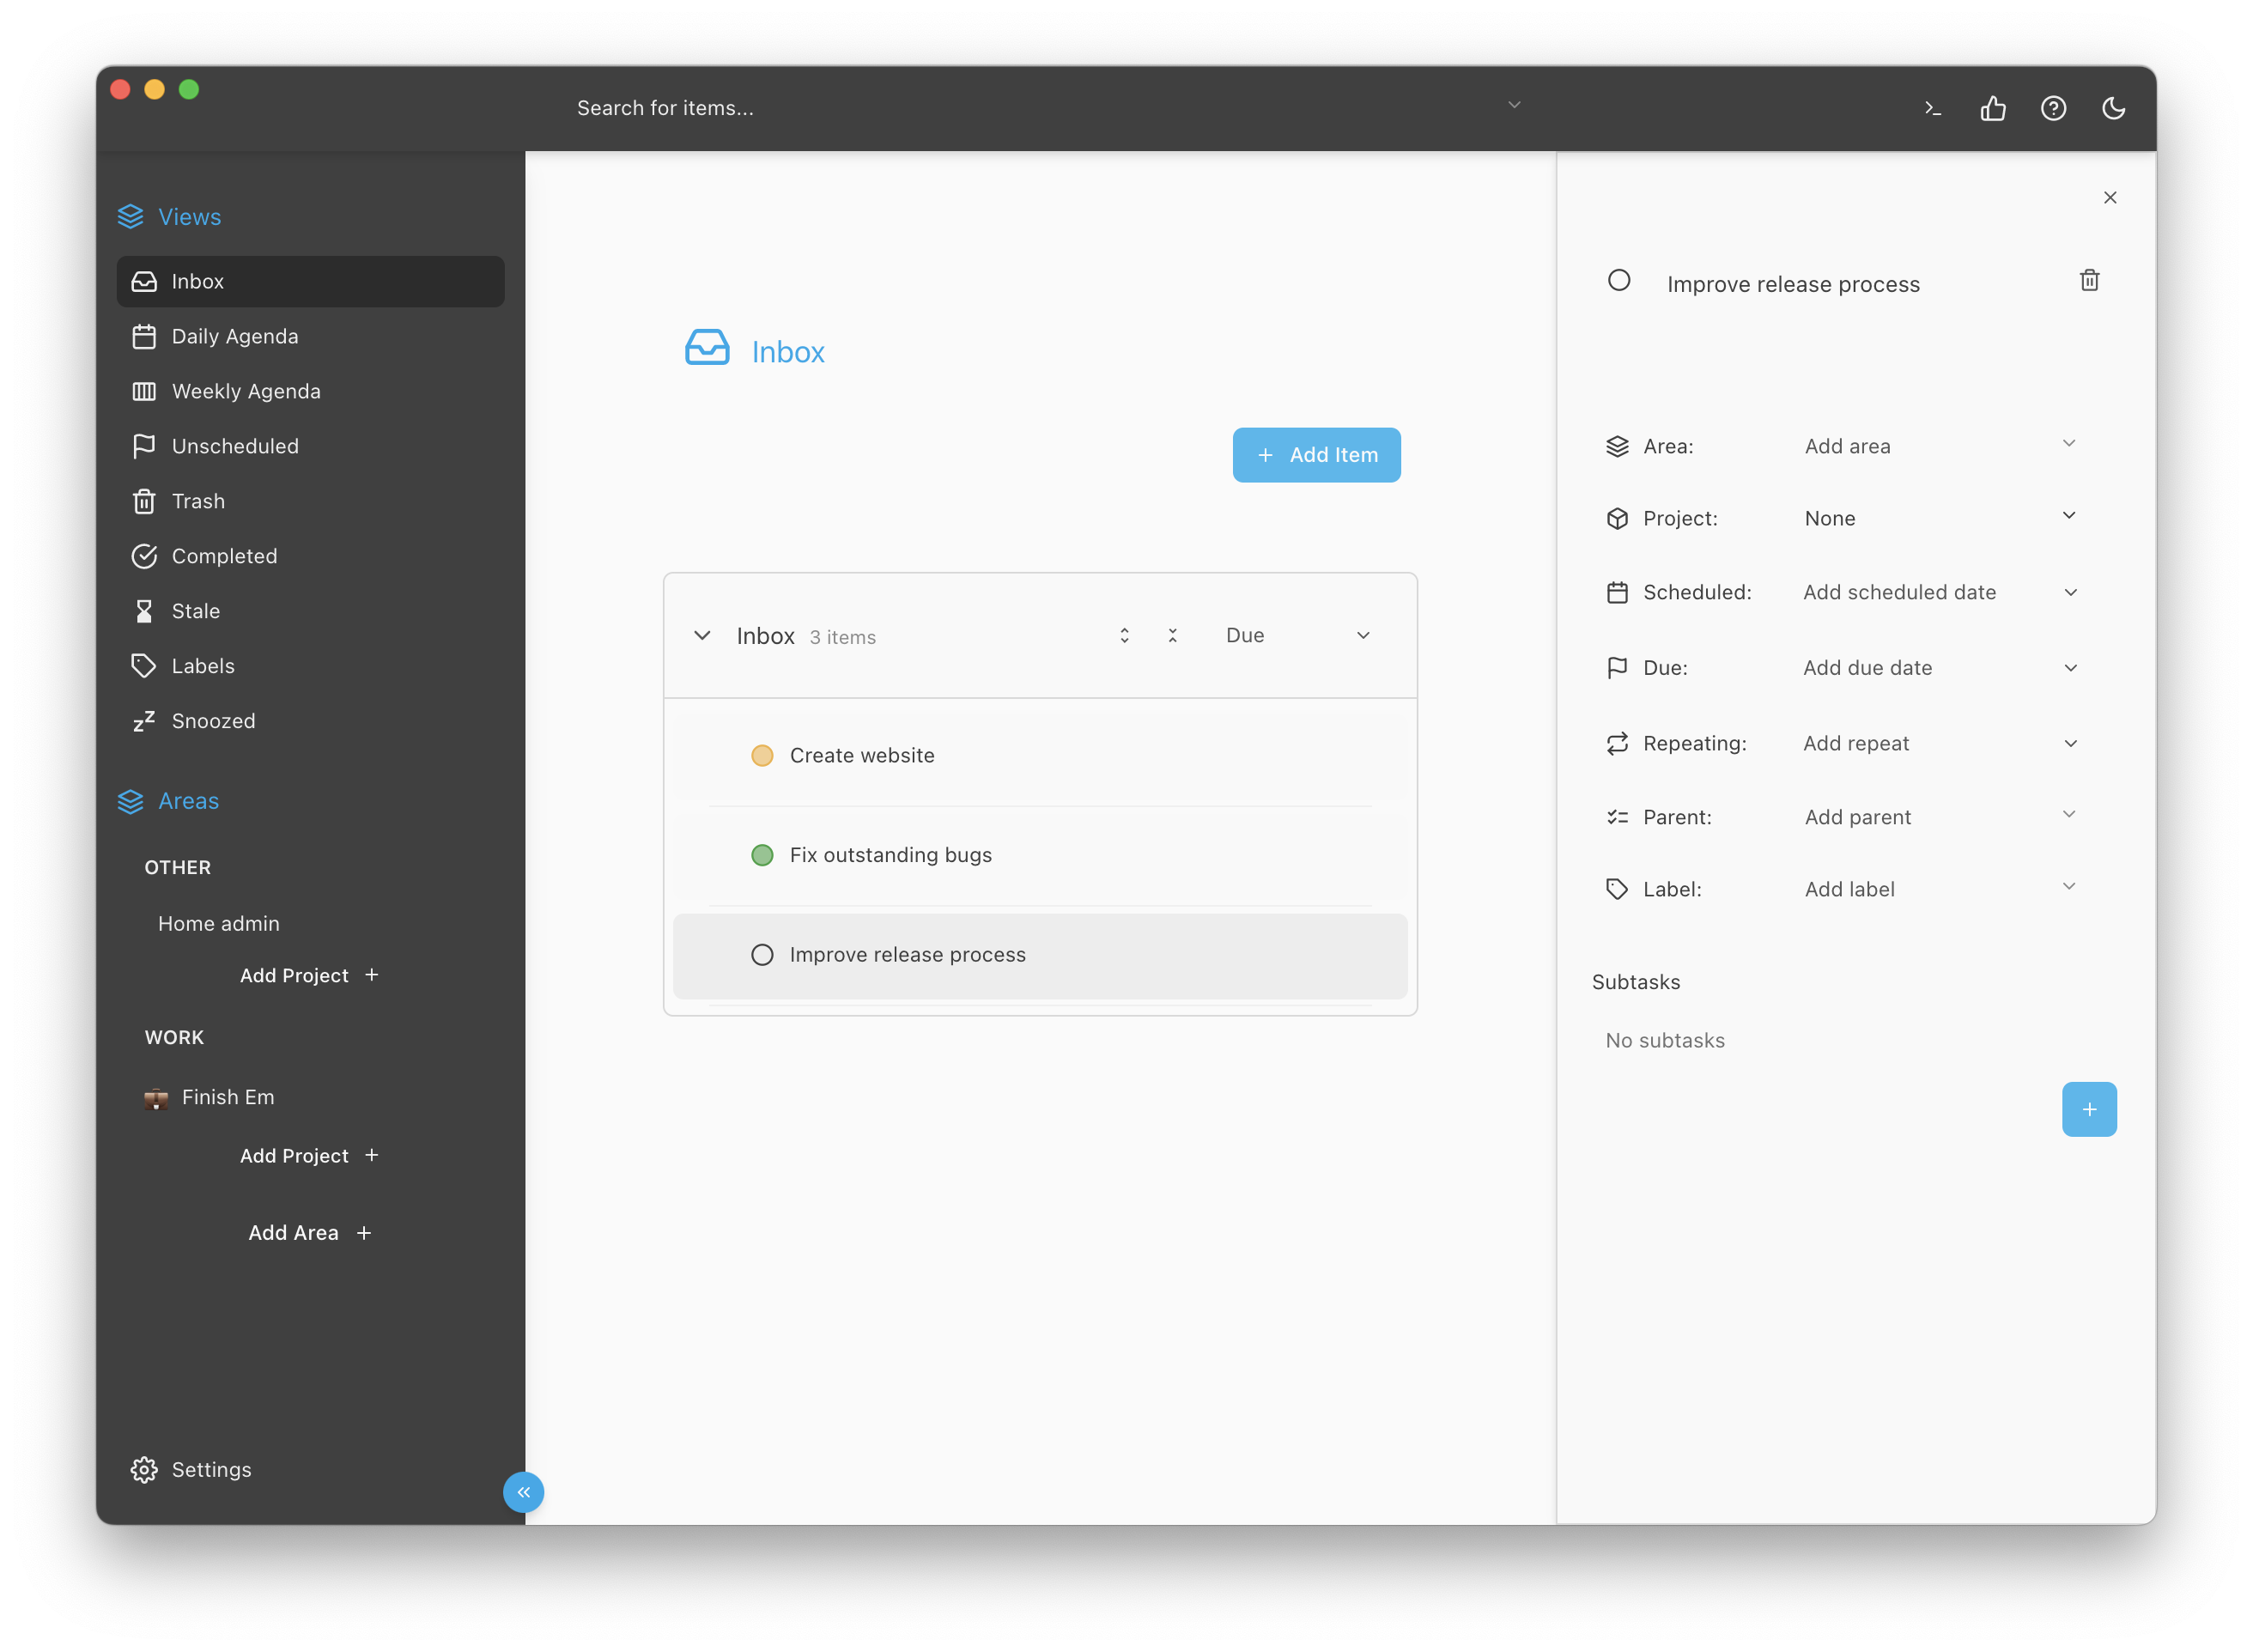 Search for items...
Views
Inbox
Daily Agenda
Weekly Agenda
Unscheduled
Trash
Completed
Stale
Labels
Snoozed
Areas
OTHER
Home admin
Add Project +
WORK
Finish Em
Add Project +
Add Area +
Settings
Inbox
+ Add Item
Inbox 3 items Due
Create website
Fix outstanding bugs
Improve release process
Improve release process
Area: Add area
Project: None
Scheduled: Add scheduled date
Due: Add due date
Repeating: Add repeat
Parent: Add parent
Label: Add label
Subtasks
No subtasks
+